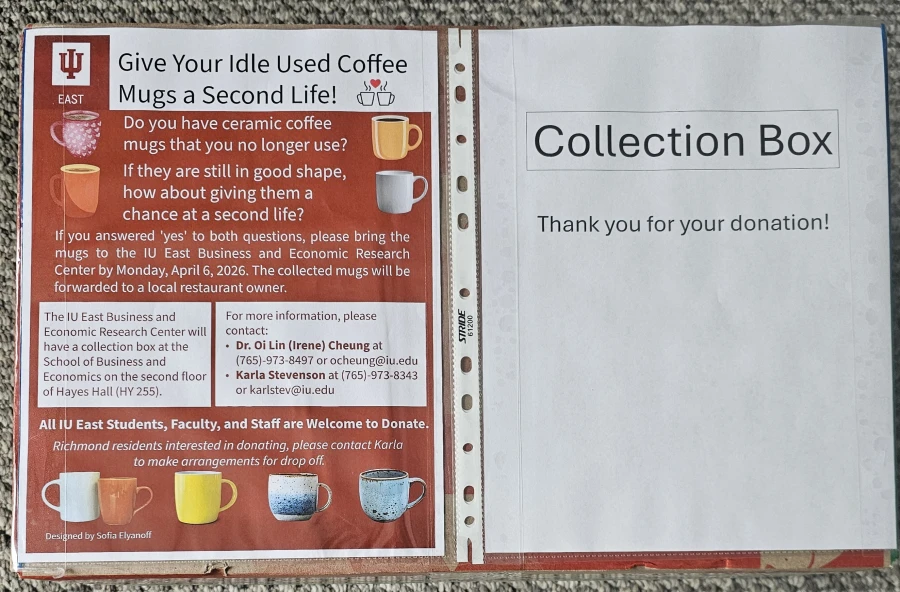 EAST
Give Your Idle Used Coffee
Mugs a Second Life!
Do you have ceramic coffee
mugs that you no longer use?
If they are still in good shape,
how about giving them a
chance at a second life?
If you answered 'yes' to both questions, please bring the
mugs to the IU East Business and Economic Research
Center by Monday, April 6, 2026. The collected mugs will be
forwarded to a local restaurant owner.
The IU East Business and
Economic Research Center will
have a collection box at the
School of Business and
Economics on the second floor
of Hayes Hall (HY 255).
For more information, please
contact:
• Dr. Oi Lin (Irene) Cheung at
(765)-973-8497 or ocheung@iu.edu
• Karla Stevenson at (765)-973-8343
or karlstev@iu.edu
All IU East Students, Faculty, and Staff are Welcome to Donate.
Richmond residents interested in donating, please contact Karla
to make arrangements for drop off.
Designed by Sofia Elyanoff
STRIDE
61200
Collection Box
Thank you for your donation!